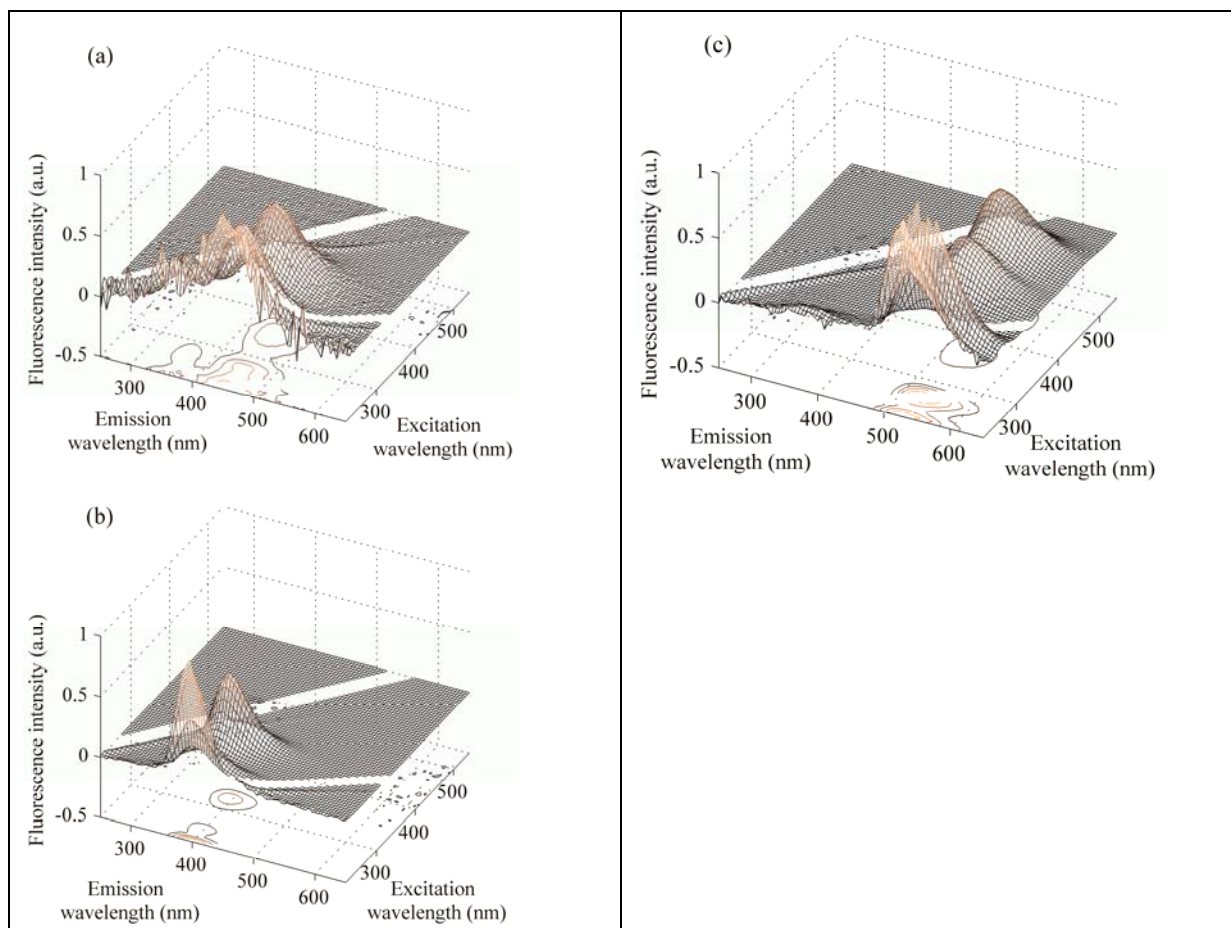 (a)
Fluorescence intensity (a.u.)
1
0.5
0
-0.5
300
400
500
600
Emission
wavelength (nm)
300
400
500
Excitation
wavelength (nm)
(b)
Fluorescence intensity (a.u.)
1
0.5
0
-0.5
300
400
500
600
Emission
wavelength (nm)
300
400
500
Excitation
wavelength (nm)
(c)
Fluorescence intensity (a.u.)
1
0.5
0
-0.5
300
400
500
600
Emission
wavelength (nm)
300
400
500
Excitation
wavelength (nm)